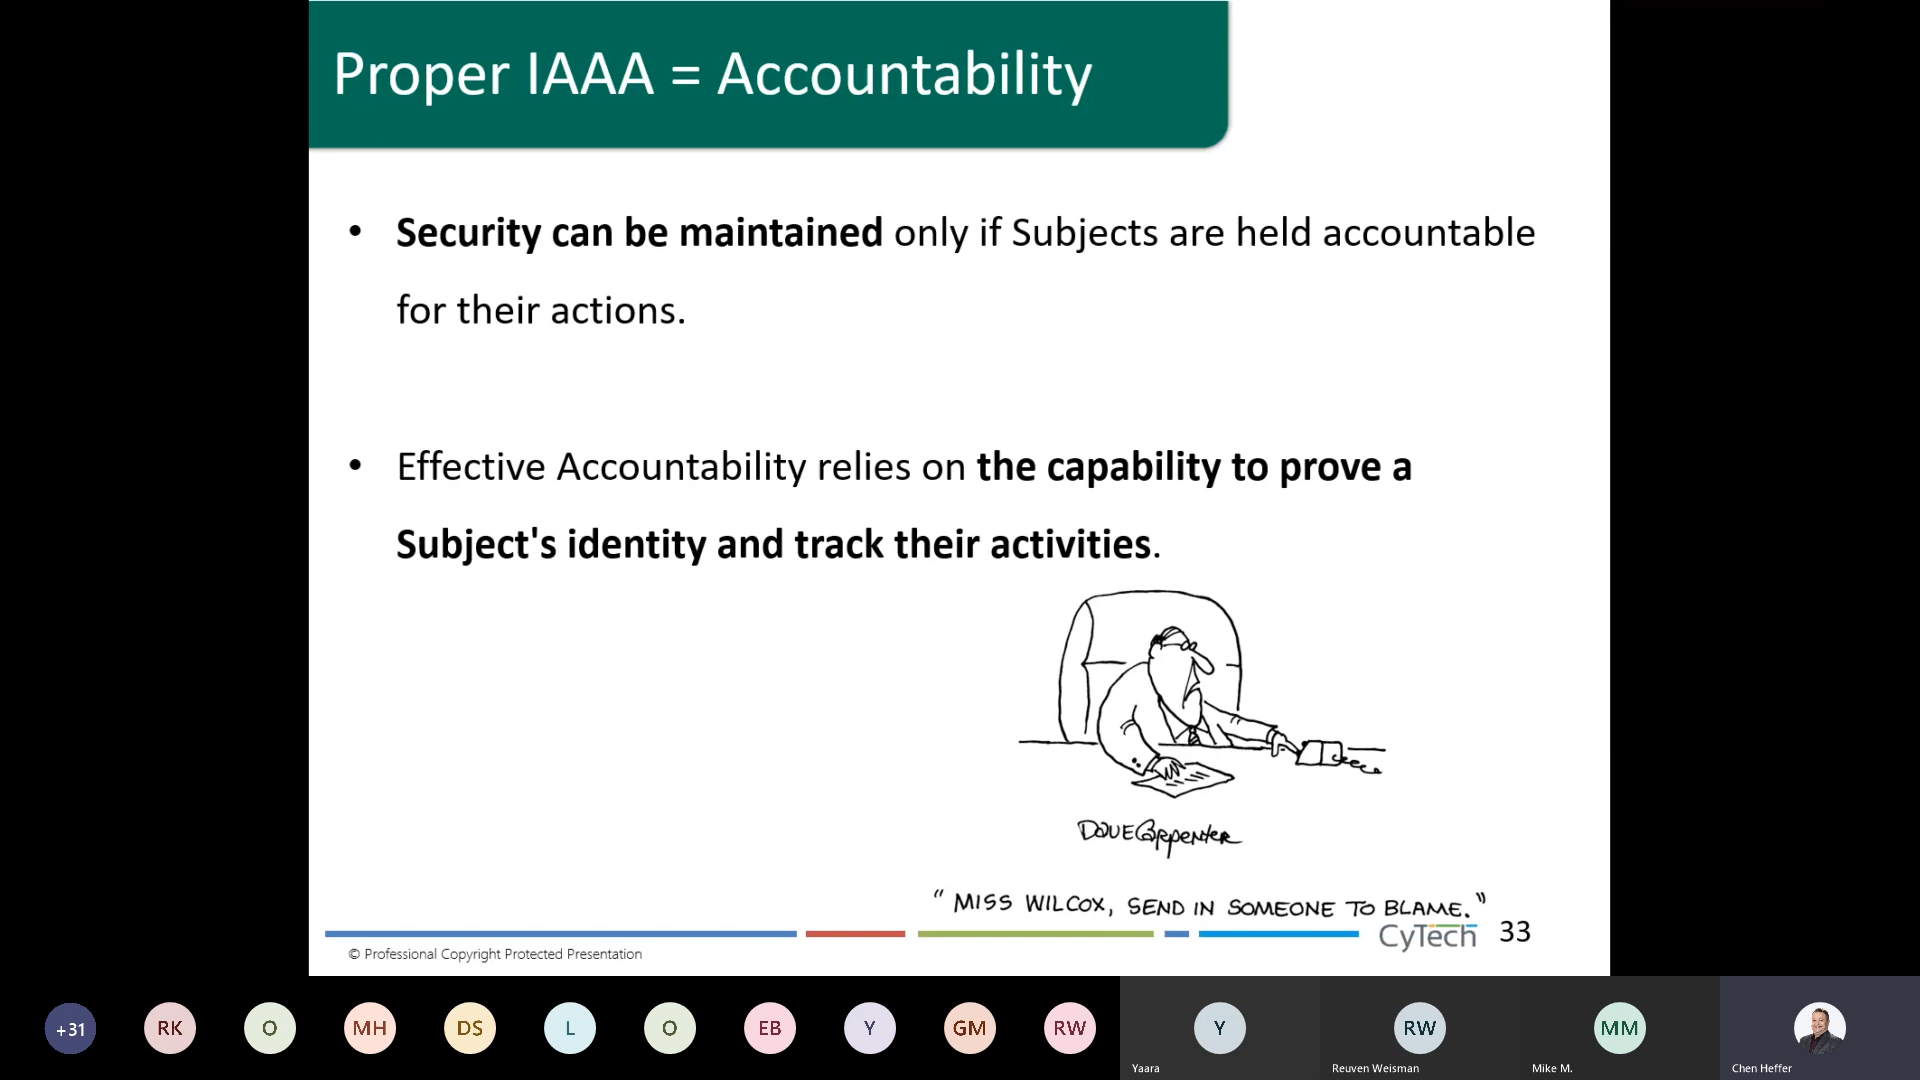 Proper IAAA = Accountability
• Security can be maintained only if Subjects are held accountable
for their actions.
• Effective Accountability relies on the capability to prove a
Subject's identity and track their activities.
DAVE CARPENTER
"MISS WILCOX, SEND IN SOMEONE TO BLAME."
CyTech 33
© Professional Copyright Protected Presentation
+31 RK O MH DS L O EB Y GM RW Y RW MM
Yaara Reuven Weisman Mike M. Chen Heffer